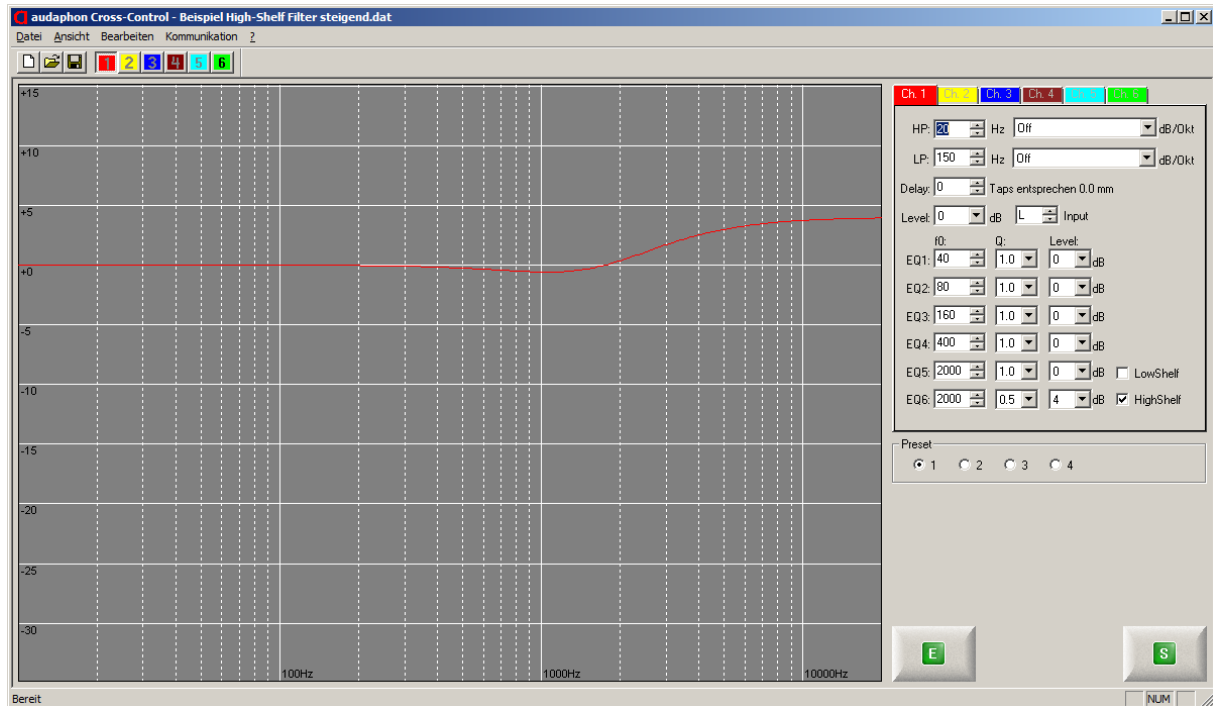 audaphon Cross-Control - Beispiel High-Shelf Filter steigend.dat
Datei Ansicht Bearbeiten Kommunikation ?
1 2 3 4 5 6
+15
+10
+5
+0
-5
-10
-15
-20
-25
-30
100Hz 1000Hz 10000Hz
Ch. 1 Ch. 2 Ch. 3 Ch. 4 Ch. 6
HP: 20 Hz Off dB/Okt
LP: 150 Hz Off dB/Okt
Delay: 0 Taps entsprechen 0.0 mm
Level: 0 dB L Input
f0: Q: Level:
EQ1: 40 1.0 0 dB
EQ2: 80 1.0 0 dB
EQ3: 160 1.0 0 dB
EQ4: 400 1.0 0 dB
EQ5: 2000 1.0 0 dB LowShelf
EQ6: 2000 0.5 4 dB HighShelf
Preset
1 2 3 4
E S
Bereit NUM